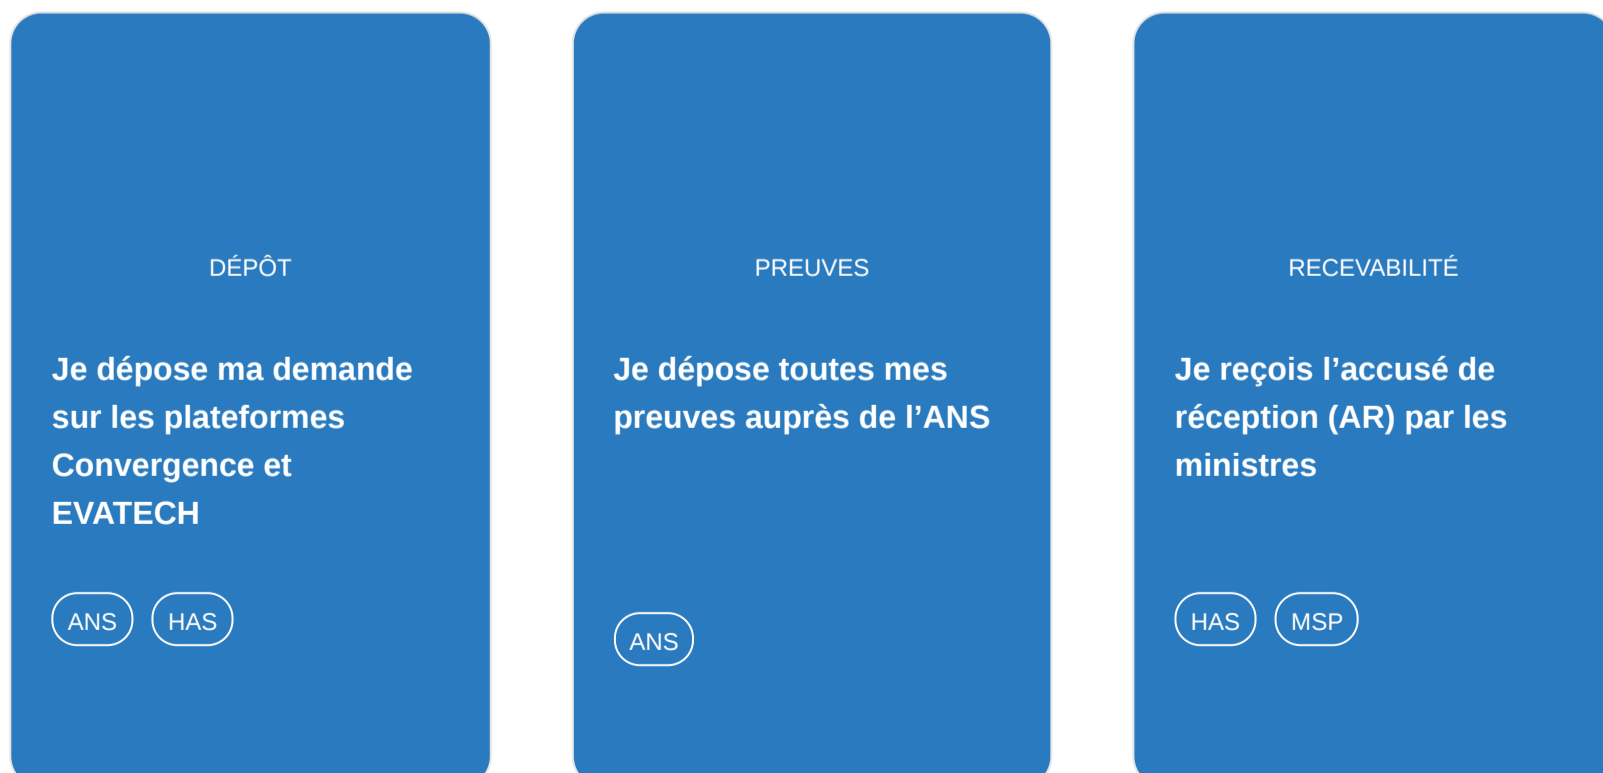 DÉPÔT
Je dépose ma demande
sur les plateformes
Convergence et
EVATECH
ANS HAS
PREUVES
Je dépose toutes mes
preuves auprès de l’ANS
ANS
RECEVABILITÉ
Je reçois l’accusé de
réception (AR) par les
ministres
HAS MSP